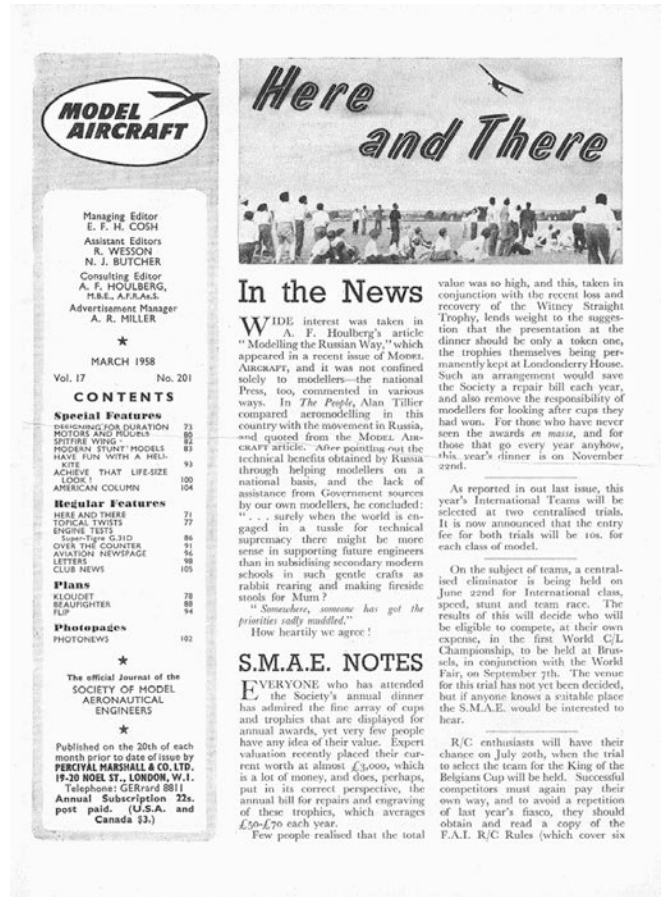 MODEL
AIRCRAFT
Managing Editor
E. F. H. COSH
Assistant Editors
R. WESSON
N. J. BUTCHER
Consulting Editor
A. F. HOULBERG,
M.B.E., A.F.R.Ae.S.
Advertisement Manager
A. R. MILLER
★
MARCH 1958
Vol. 17 No. 201
CONTENTS
Special Features
DESIGNING FOR DURATION 73
MOTORS AND MODELS 80
SPITFIRE WING 82
MODERN STUNT MODELS 83
HAVE FUN WITH A HELI-
KITE 93
ACHIEVE THAT LIFE-SIZE
LOOK! 100
AMERICAN COLUMN 104
Regular Features
HERE AND THERE 71
TOPICAL TWISTS 77
ENGINE TESTS
Super-Tigre G.31D 86
OVER THE COUNTER 91
AVIATION NEWSPAGE 96
LETTERS 98
CLUB NEWS 105
Plans
KLOUDET 78
BEAUFIGHTER 88
FLIP 94
Photopages
PHOTONEWS 102
★
The official Journal of the
SOCIETY OF MODEL
AERONAUTICAL
ENGINEERS
★
Published on the 20th of each
month prior to date of issue by
PERCIVAL MARSHALL & CO. LTD.
19-20 NOEL ST., LONDON, W.1.
Telephone: GERrard 8811
Annual Subscription 22s.
post paid. (U.S.A. and
Canada $3.)
Here
and There
In the News
WIDE interest was taken in
A. F. Houlberg's article
"Modelling the Russian Way," which
appeared in a recent issue of MODEL
AIRCRAFT, and it was not confined
solely to modellers—the national
Press, too, commented in various
ways. In The People, Alan Tillier
compared aeromodelling in this
country with the movement in Russia,
and quoted from the MODEL AIR-
CRAFT article. After pointing out the
technical benefits obtained by Russia
through helping modellers on a
national basis, and the lack of
assistance from Government sources
by our own modellers, he concluded:
". . . surely when the world is en-
gaged in a tussle for technical
supremacy there might be more
sense in supporting future engineers
than in subsidising secondary modern
schools in such gentle crafts as
rabbit rearing and making fireside
stools for Mum?
"Somewhere, someone has got the
priorities sadly muddled."
How heartily we agree!
S.M.A.E. NOTES
EVERYONE who has attended
the Society's annual dinner
has admired the fine array of cups
and trophies that are displayed for
annual awards, yet very few people
have any idea of their value. Expert
valuation recently placed their cur-
rent worth at almost £3,000, which
is a lot of money, and does, perhaps,
put in its correct perspective, the
annual bill for repairs and engraving
of these trophies, which averages
£50-£70 each year.
Few people realised that the total
value was so high, and this, taken in
conjunction with the recent loss and
recovery of the Witney Straight
Trophy, lends weight to the sugges-
tion that the presentation at the
dinner should be only a token one,
the trophies themselves being per-
manently kept at Londonderry House.
Such an arrangement would save
the Society a repair bill each year,
and also remove the responsibility of
modellers for looking after cups they
had won. For those who have never
seen the awards en masse, and for
those that go every year anyhow,
this year's dinner is on November
22nd.
As reported in out last issue, this
year's International Teams will be
selected at two centralised trials.
It is now announced that the entry
fee for both trials will be 10s. for
each class of model.
On the subject of teams, a central-
ised eliminator is being held on
June 22nd for International class,
speed, stunt and team race. The
results of this will decide who will
be eligible to compete, at their own
expense, in the first World C/L
Championship, to be held at Brus-
sels, in conjunction with the World
Fair, on September 7th. The venue
for this trial has not yet been decided,
but if anyone knows a suitable place
the S.M.A.E. would be interested to
hear.
R/C enthusiasts will have their
chance on July 20th, when the trial
to select the team for the King of the
Belgians Cup will be held. Successful
competitors must again pay their
own way, and to avoid a repetition
of last year's fiasco, they should
obtain and read a copy of the
F.A.I. R/C Rules (which cover six